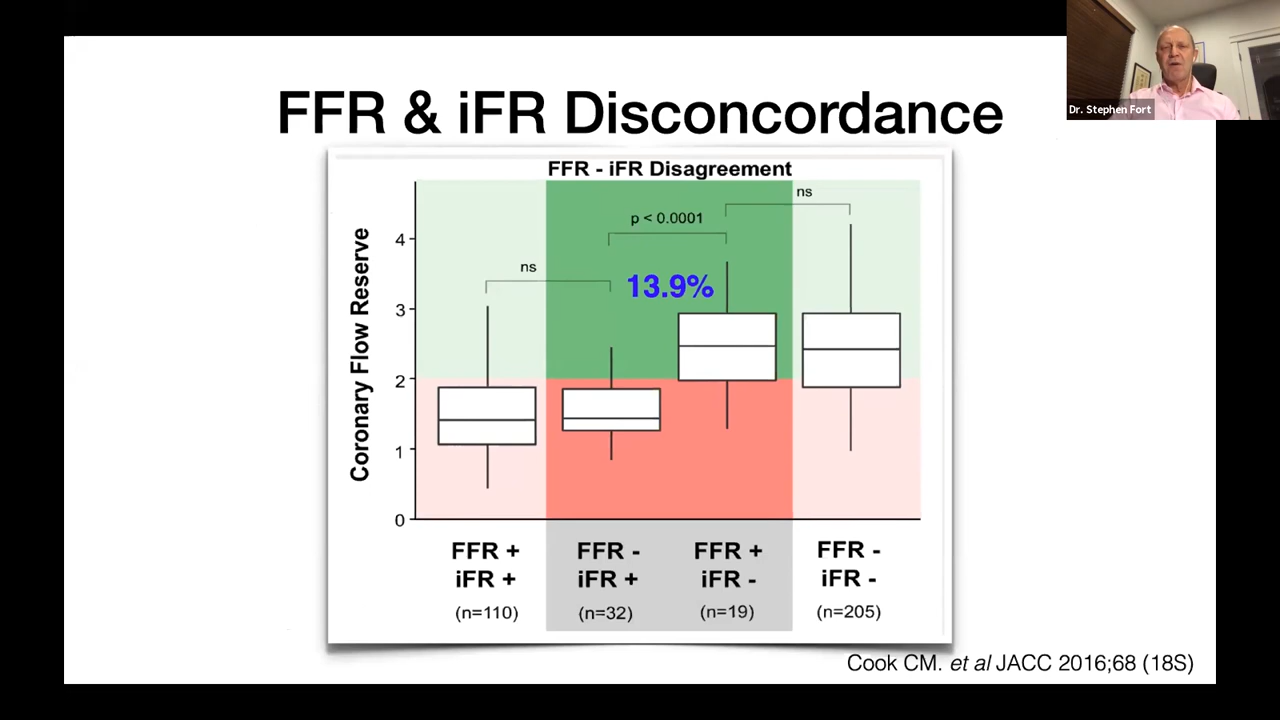 Dr. Stephen Fort
FFR & iFR Disconcordance
FFR - iFR Disagreement
ns
p < 0.0001
ns
13.9%
Coronary Flow Reserve
4
3
2
1
0
FFR +
iFR +
(n=110)
FFR -
iFR +
(n=32)
FFR +
iFR -
(n=19)
FFR -
iFR -
(n=205)
Cook CM. et al JACC 2016;68 (18S)